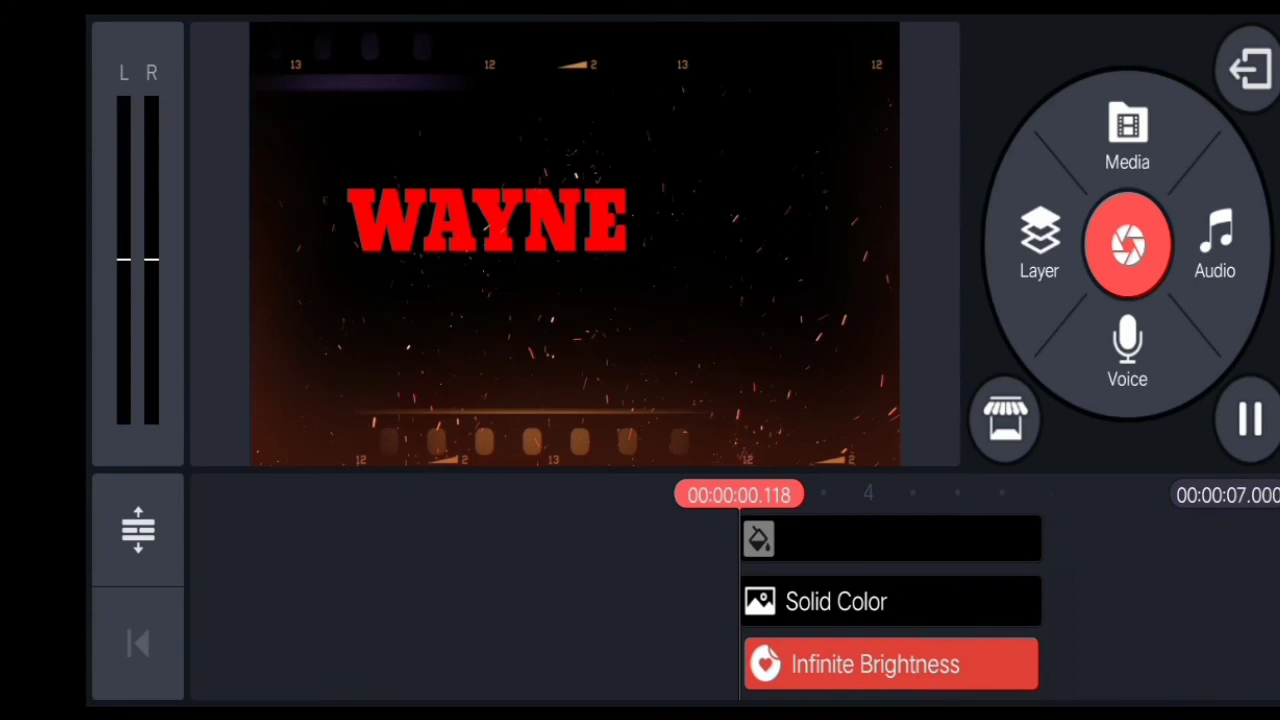 L R
13 12 2 13 12
WAYNE
12 2 13 12 2
Media
Layer
Audio
Voice
00:00:00.118
4
00:00:07.000
Solid Color
Infinite Brightness